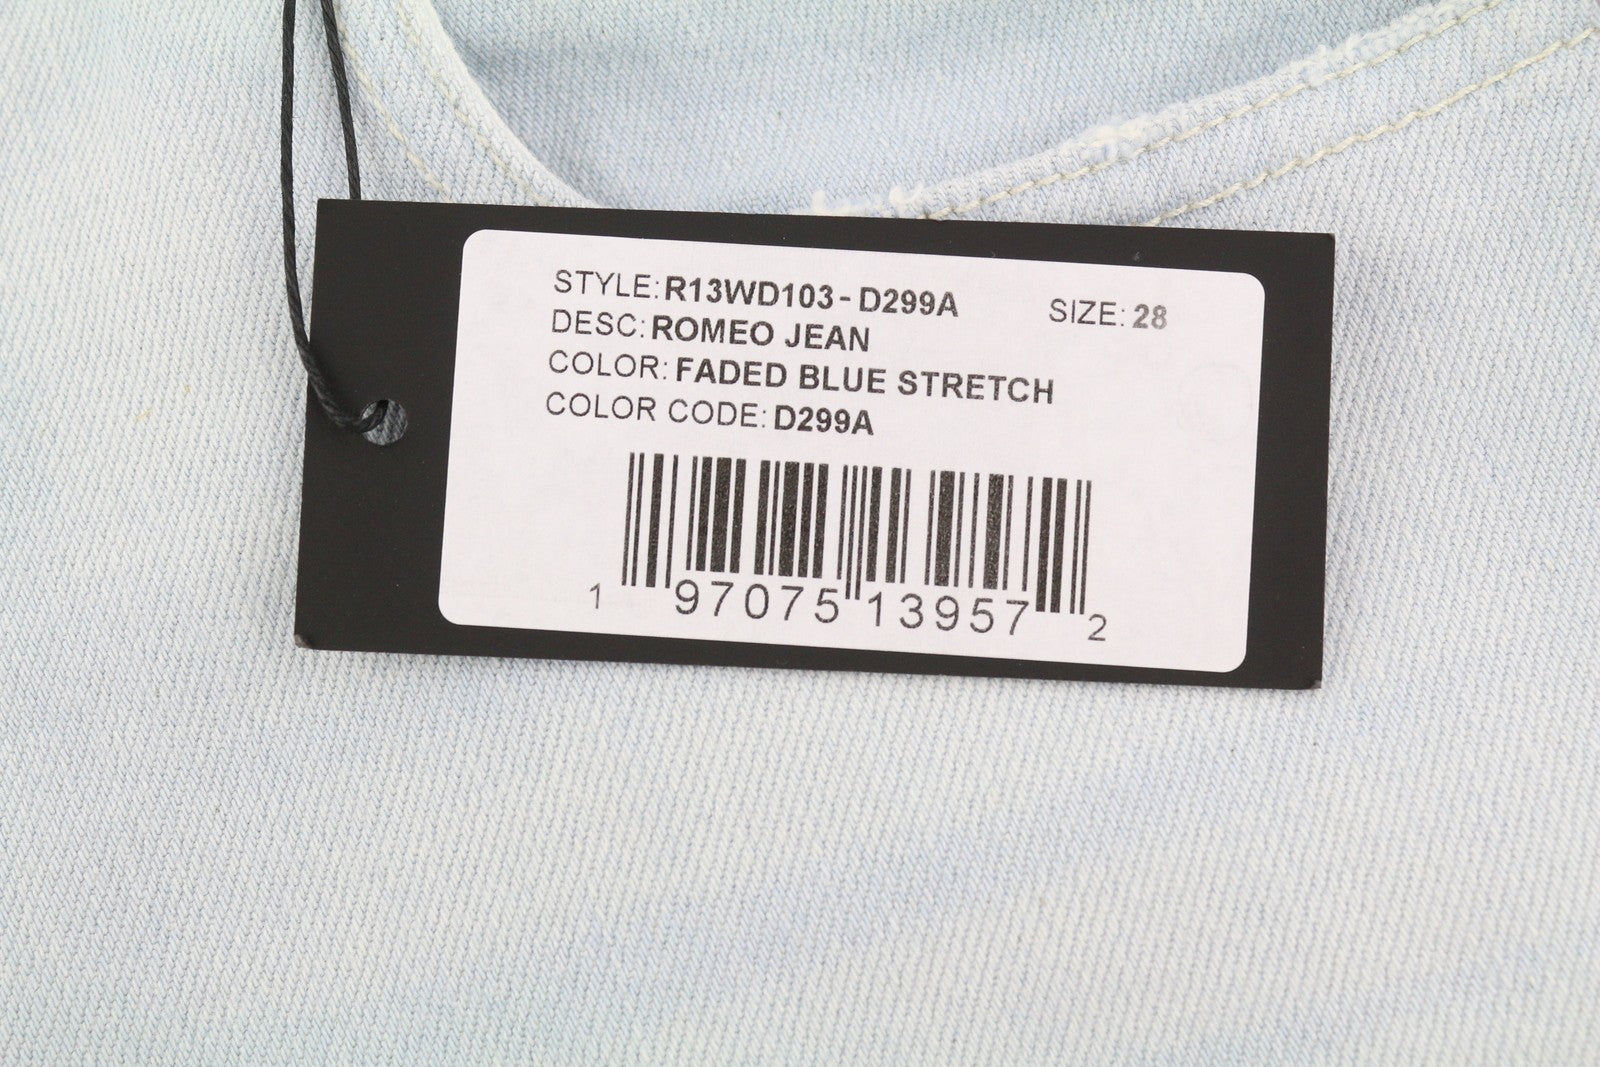 STYLE: R13WD103 - D299A SIZE: 28
DESC: ROMEO JEAN
COLOR: FADED BLUE STRETCH
COLOR CODE: D299A
1 97075 13957 2